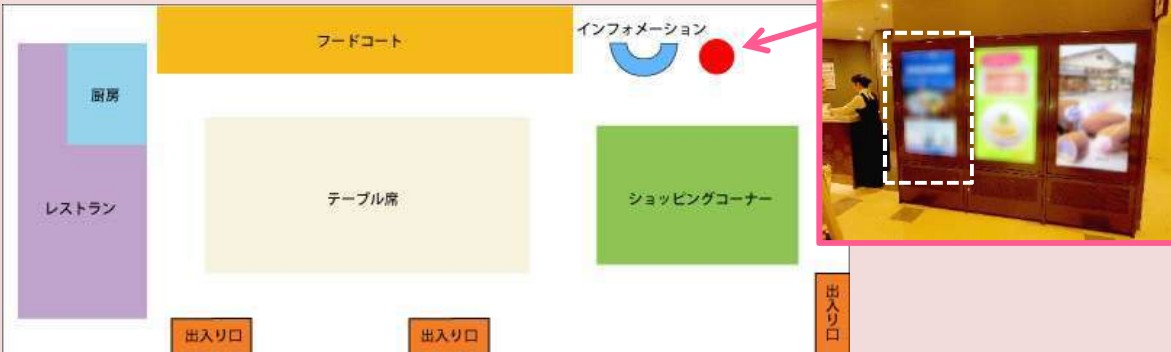 フードコート
インフォメーション
厨房
レストラン
テーブル席
ショッピングコーナー
出入り口
出入り口
出入り口